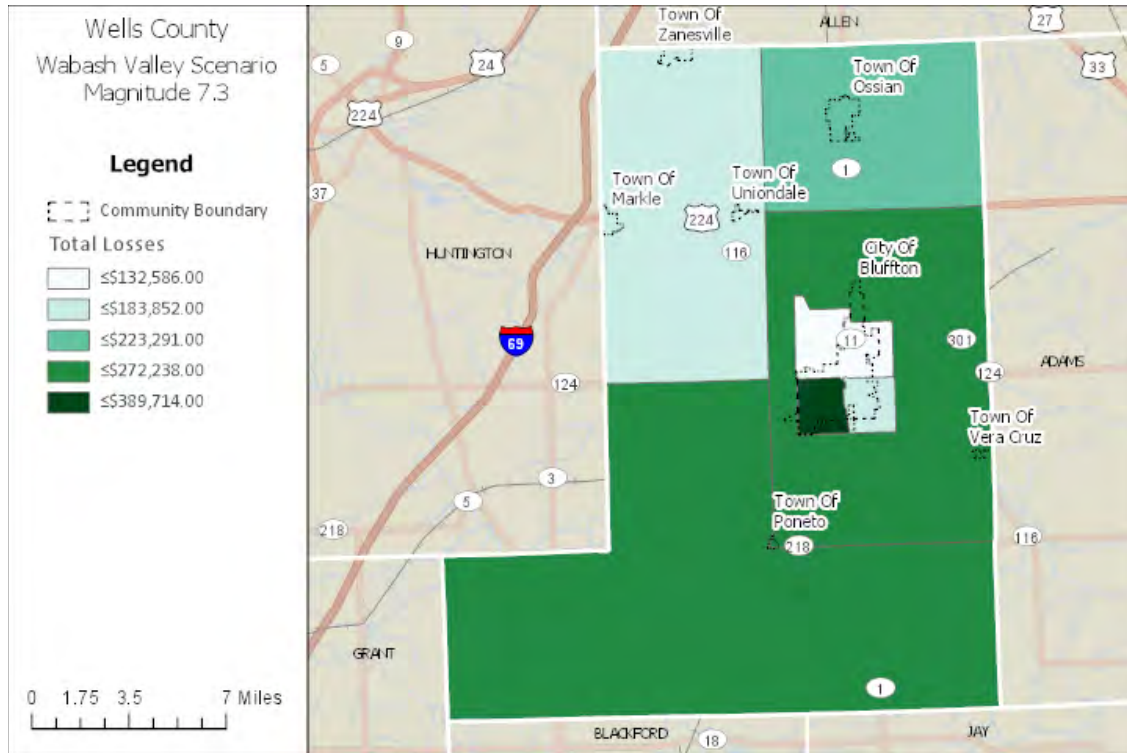 Wells County
Wabash Valley Scenario
Magnitude 7.3
Legend
Community Boundary
Total Losses
≤$132,586.00
≤$183,852.00
≤$223,291.00
≤$272,238.00
≤$389,714.00
0 1.75 3.5 7 Miles
Town Of
Zanesville
ALLEN
27
9
5
24
33
224
Town Of
Ossian
1
37
Town Of
Markle
Town Of
Uniondale
224
116
HUNTINGTON
City Of
Bluffton
69
11
301
124
124
ADAMS
Town Of
Vera Cruz
3
5
218
Town Of
Poneto
218
116
GRANT
1
BLACKFORD
18
JAY